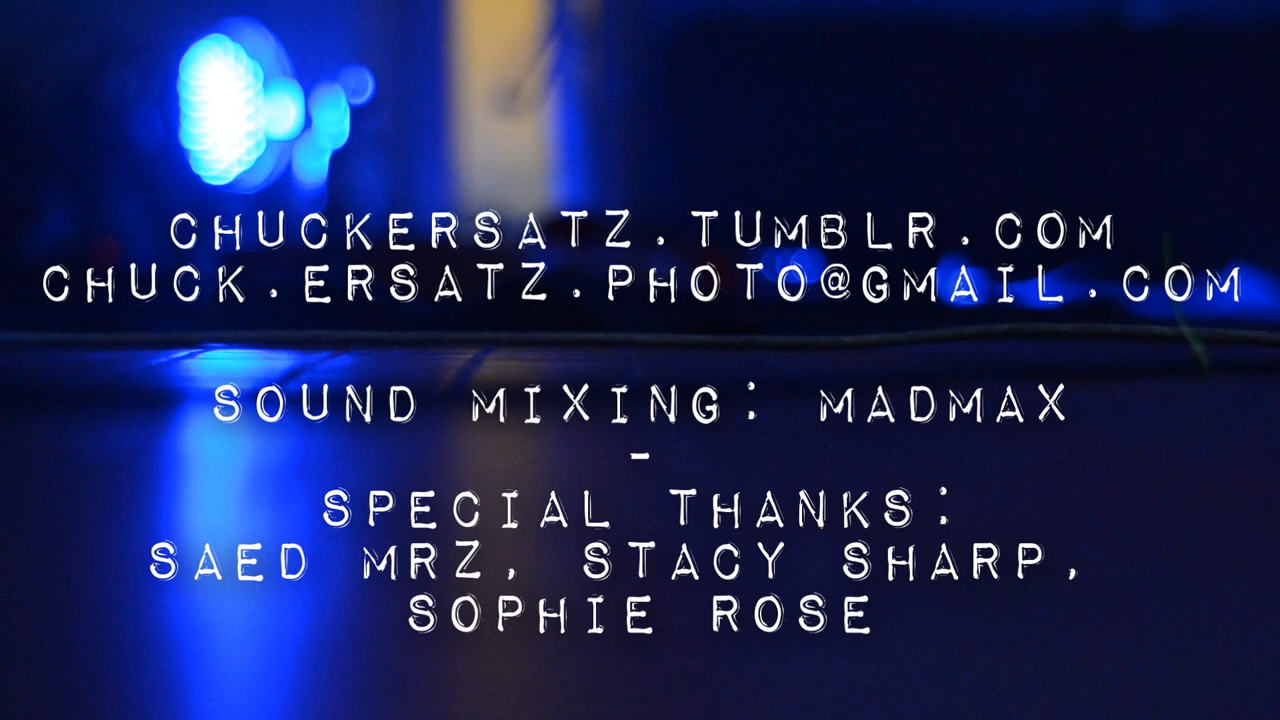 CHUCKERSATZ.TUMBLR.COM
CHUCK.ERSATZ.PHOTO@GMAIL.COM
SOUND MIXING: MADMAX
-
SPECIAL THANKS:
SAED MRZ, STACY SHARP,
SOPHIE ROSE